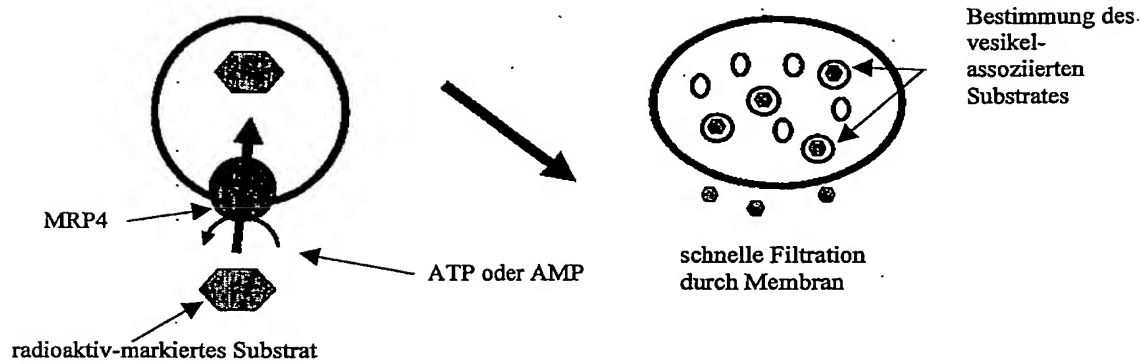 Bestimmung des
vesikel-
assoziierten
Substrates
MRP4
ATP oder AMP
schnelle Filtration
durch Membran
radioaktiv-markiertes Substrat